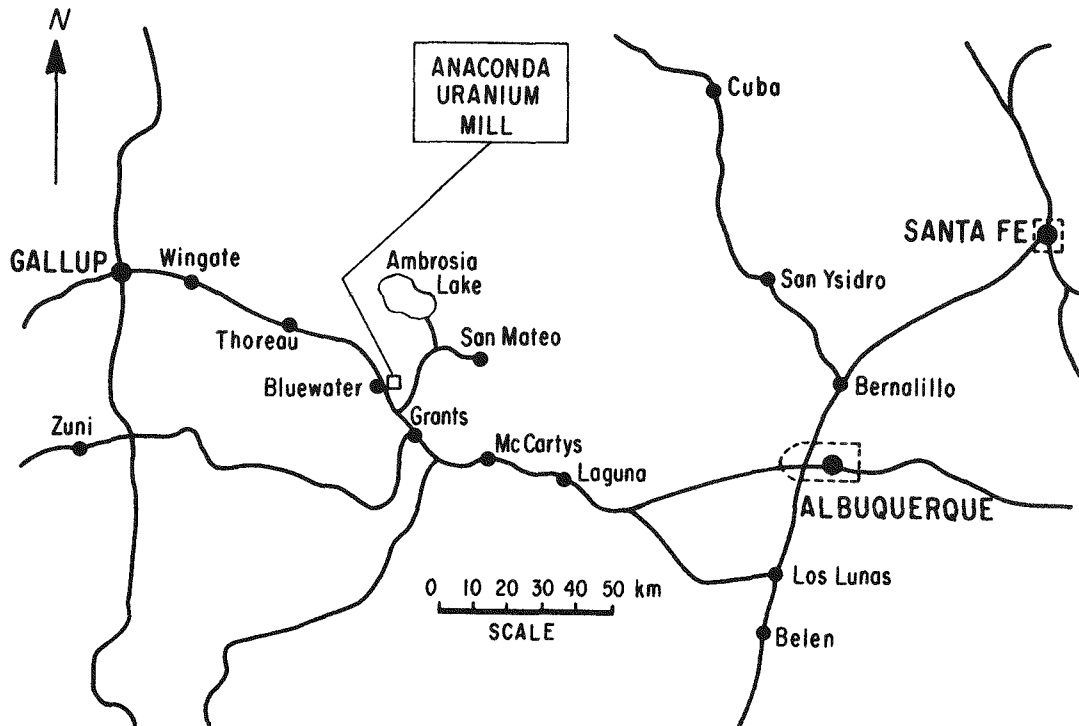 N
ANACONDA
URANIUM
MILL
Cuba
SANTA FE
GALLUP
Wingate
Ambrosia
Lake
San Ysidro
Thoreau
San Mateo
Bluewater
Bernalillo
Grants
Zuni
McCartys
Laguna
ALBUQUERQUE
Los Lunas
0 10 20 30 40 50 km
SCALE
Belen